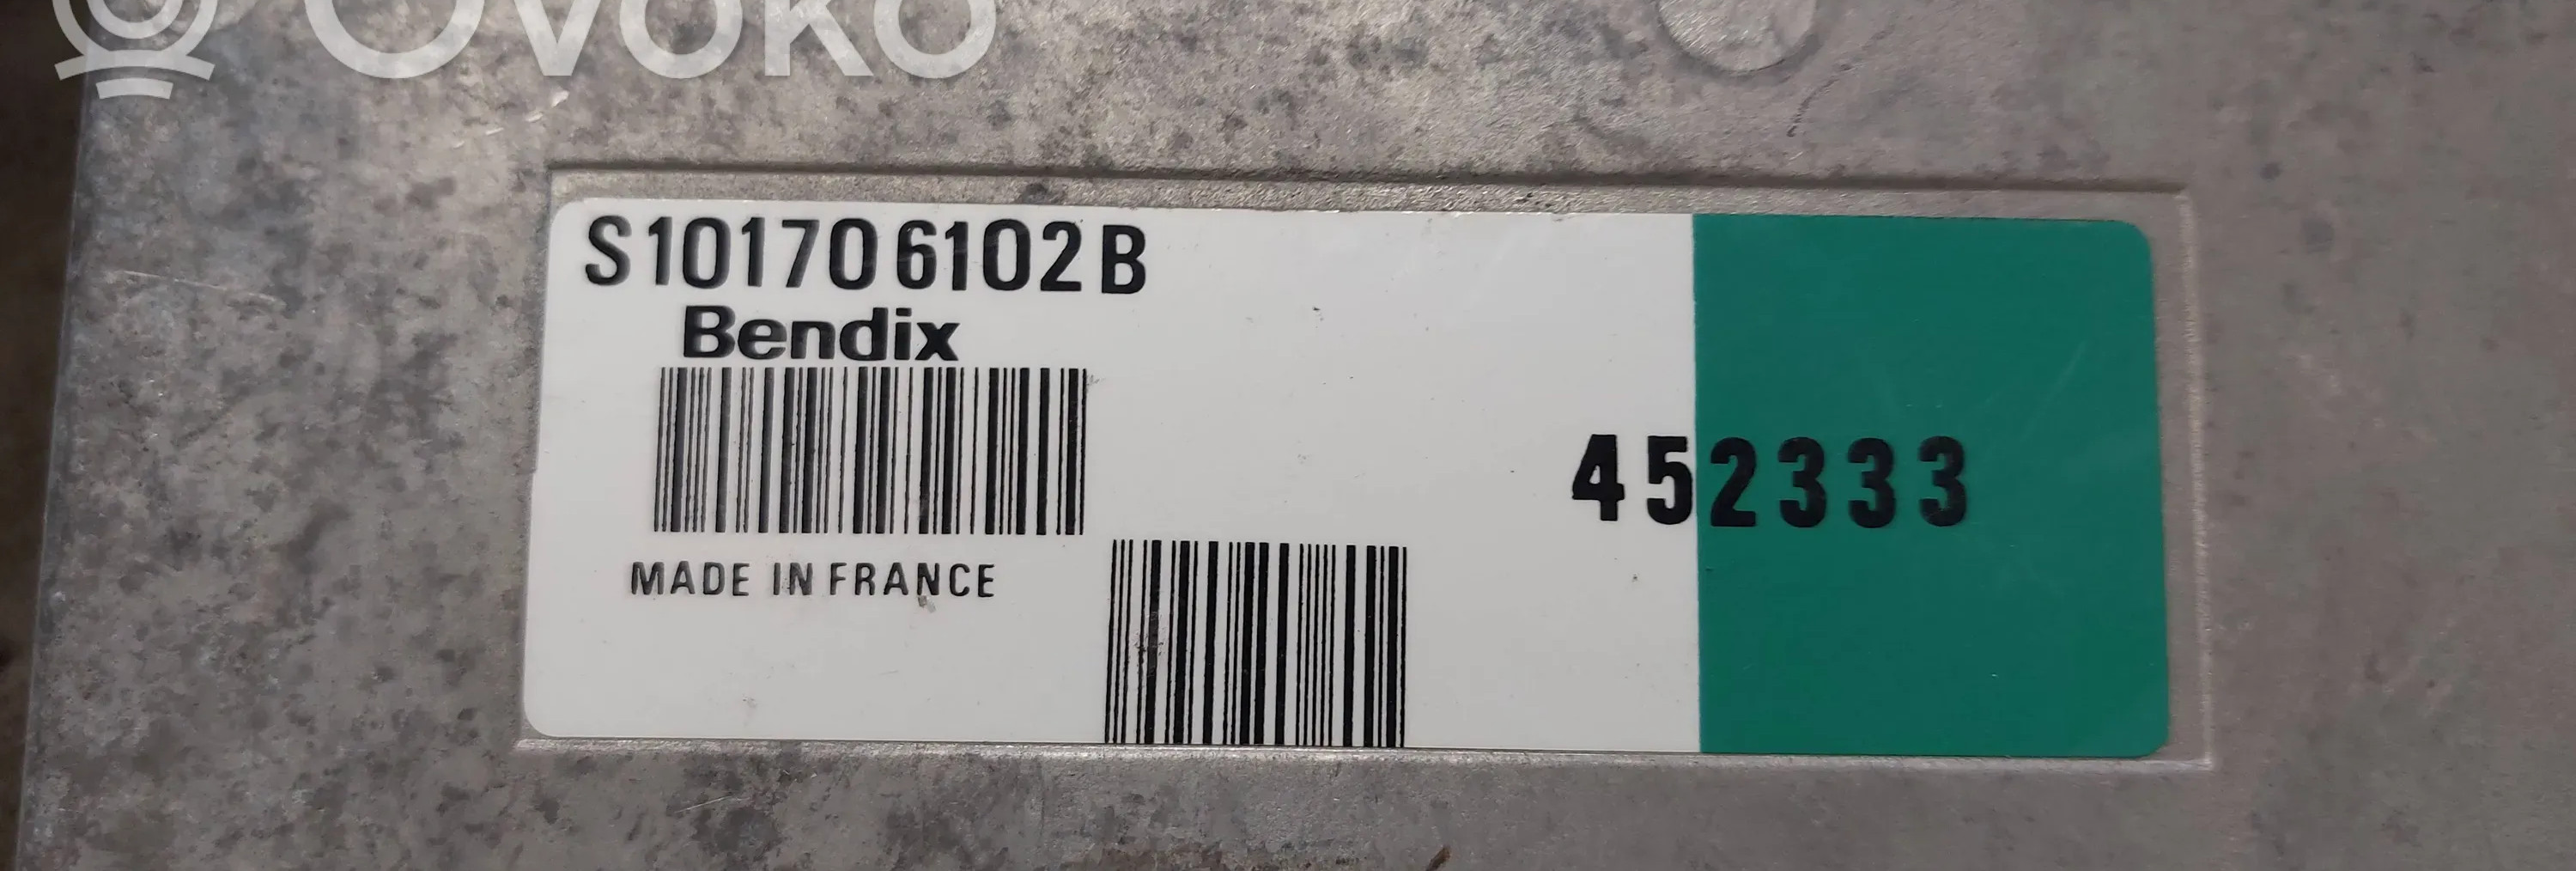 OVOKO
S101706102B
Bendix
452333
MADE IN FRANCE